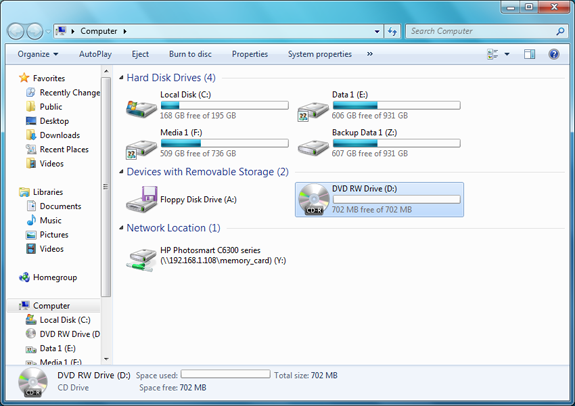 Computer
Search Computer
Organize AutoPlay Eject Burn to disc Properties System properties »
Favorites
Recently Change
Public
Desktop
Downloads
Recent Places
Videos
Libraries
Documents
Music
Pictures
Videos
Homegroup
Computer
Local Disk (C:)
DVD RW Drive (D
Data 1 (E:)
Media 1 (F:)
Hard Disk Drives (4)
Local Disk (C:)
168 GB free of 195 GB
Data 1 (E:)
606 GB free of 931 GB
Media 1 (F:)
509 GB free of 736 GB
Backup Data 1 (Z:)
607 GB free of 931 GB
Devices with Removable Storage (2)
Floppy Disk Drive (A:)
DVD RW Drive (D:)
702 MB free of 702 MB
CD-R
Network Location (1)
HP Photosmart C6300 series
(\\192.168.1.108\memory_card) (Y:)
DVD RW Drive (D:) Space used: Total size: 702 MB
CD Drive Space free: 702 MB
CD-R